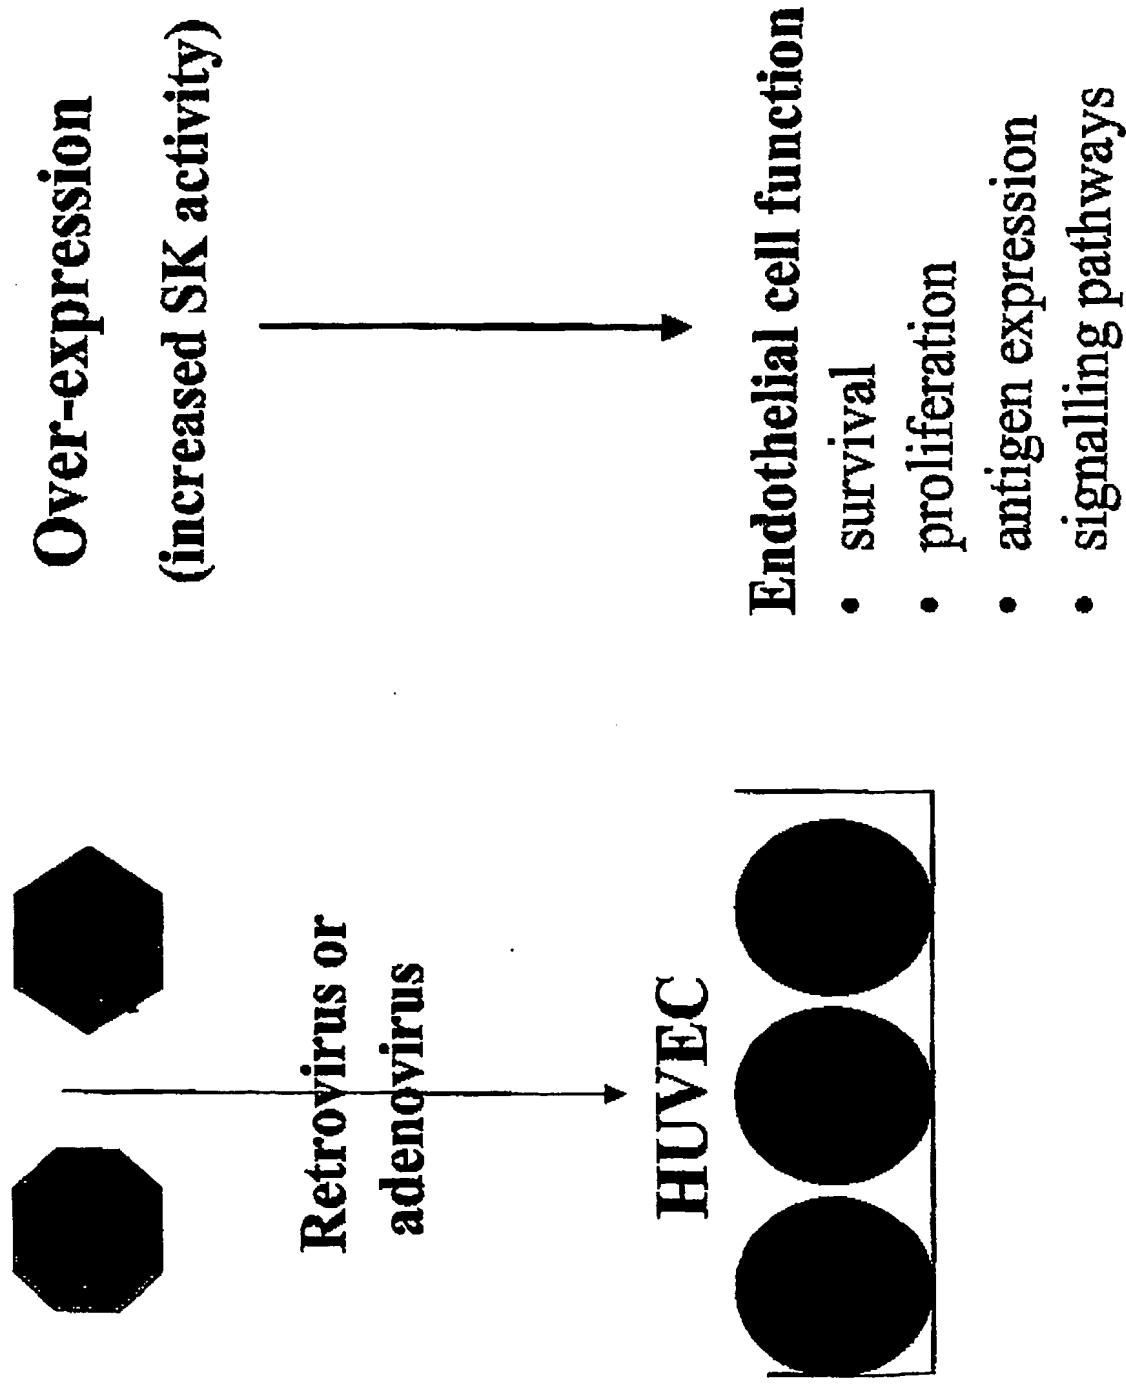 Retrovirus or
adenovirus
HUVEC
Over-expression
(increased SK activity)
Endothelial cell function
• survival
• proliferation
• antigen expression
• signalling pathways